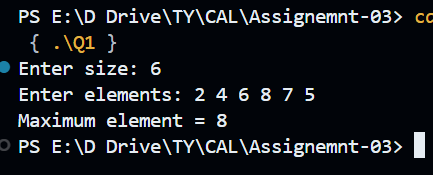 PS E:\D Drive\TY\CAL\Assignemnt-03>
{ .\Q1 }
Enter size: 6
Enter elements: 2 4 6 8 7 5
Maximum element = 8
PS E:\D Drive\TY\CAL\Assignemnt-03>